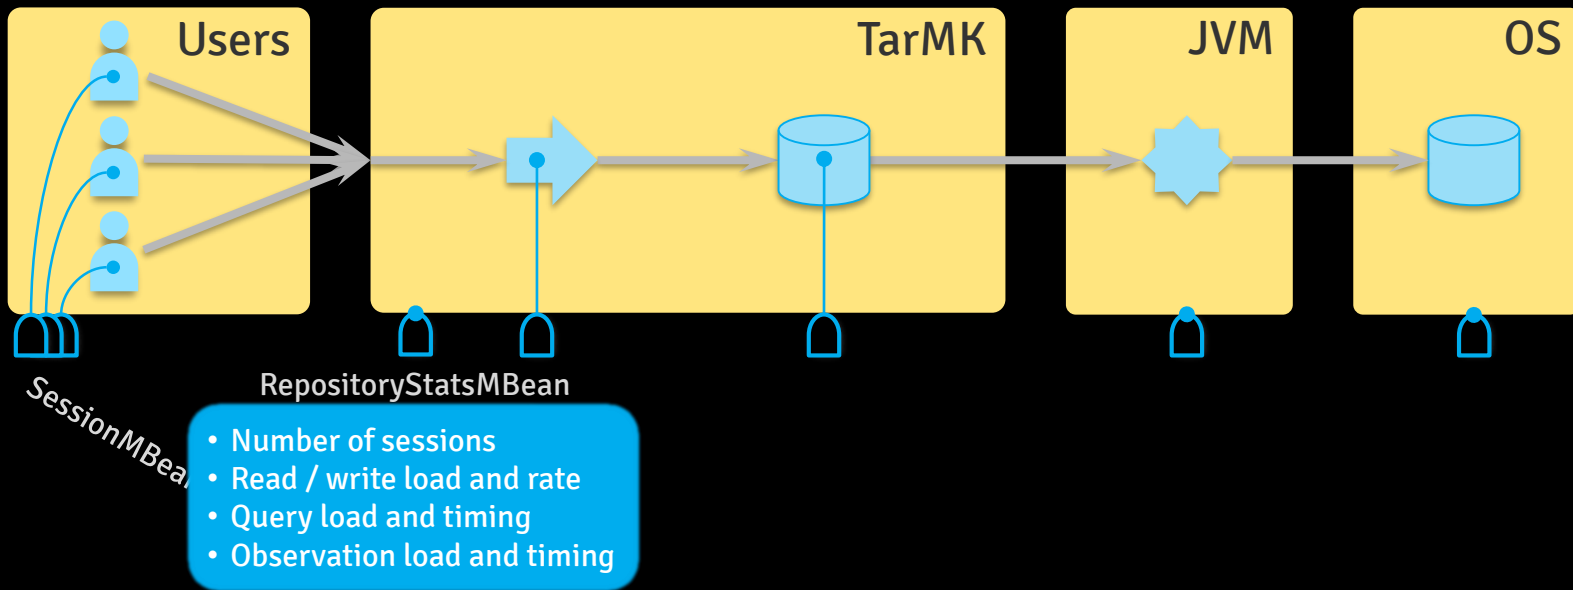 Users
TarMK
JVM
OS
RepositoryStatsMBean
• Number of sessions
• Read / write load and rate
• Query load and timing
• Observation load and timing